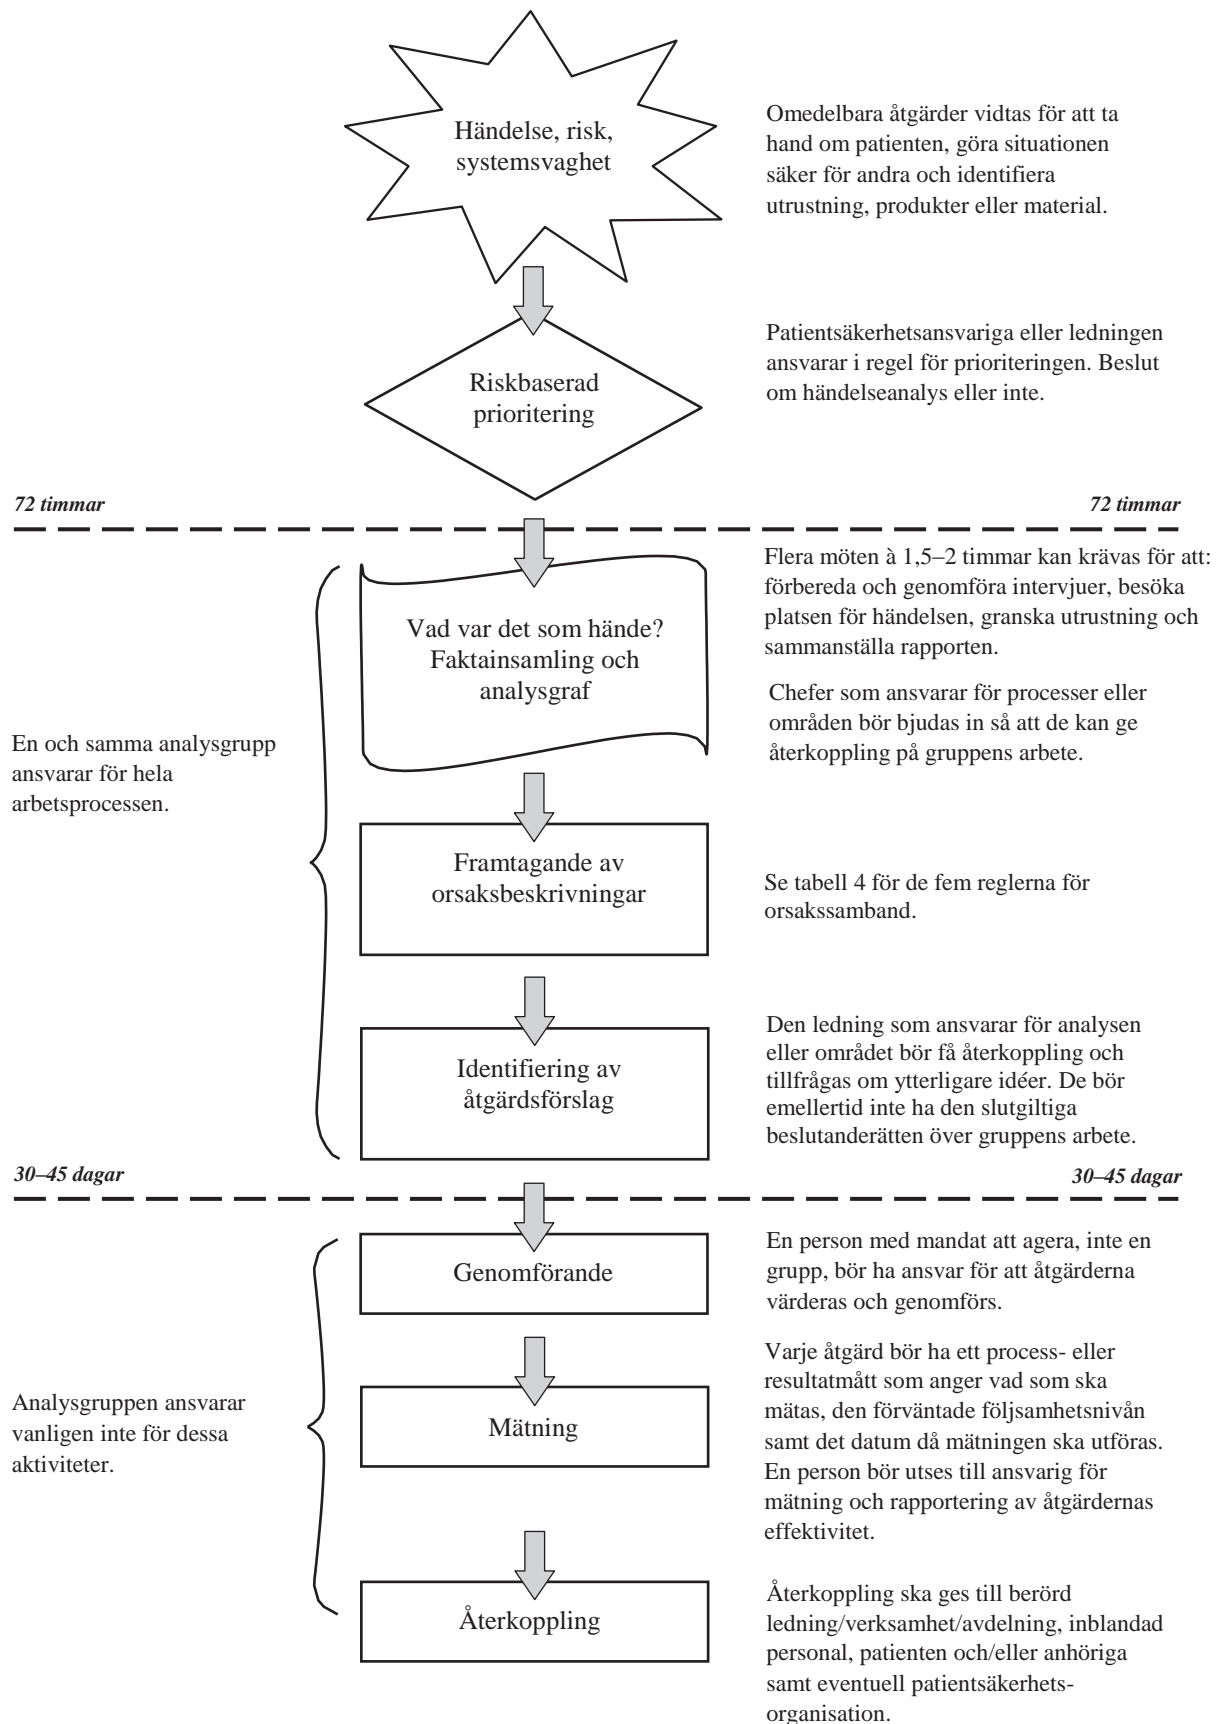 Händelse, risk,
systemsvaghet
Omedelbara åtgärder vidtas för att ta
hand om patienten, göra situationen
säker för andra och identifiera
utrustning, produkter eller material.
Riskbaserad
prioritering
Patientsäkerhetsansvariga eller ledningen
ansvarar i regel för prioriteringen. Beslut
om händelseanalys eller inte.
72 timmar
72 timmar
En och samma analysgrupp
ansvarar för hela
arbetsprocessen.
Vad var det som hände?
Faktainsamling och
analysgraf
Flera möten à 1,5–2 timmar kan krävas för att:
förbereda och genomföra intervjuer, besöka
platsen för händelsen, granska utrustning och
sammanställa rapporten.
Chefer som ansvarar för processer eller
områden bör bjudas in så att de kan ge
återkoppling på gruppens arbete.
Framtagande av
orsaksbeskrivningar
Se tabell 4 för de fem reglerna för
orsakssamband.
Identifiering av
åtgärdsförslag
Den ledning som ansvarar för analysen
eller området bör få återkoppling och
tillfrågas om ytterligare idéer. De bör
emellertid inte ha den slutgiltiga
beslutanderätten över gruppens arbete.
30–45 dagar
30–45 dagar
Analysgruppen ansvarar
vanligen inte för dessa
aktiviteter.
Genomförande
En person med mandat att agera, inte en
grupp, bör ha ansvar för att åtgärderna
värderas och genomförs.
Mätning
Varje åtgärd bör ha ett process- eller
resultatmått som anger vad som ska
mätas, den förväntade följsamhetsnivån
samt det datum då mätningen ska utföras.
En person bör utses till ansvarig för
mätning och rapportering av åtgärdernas
effektivitet.
Återkoppling
Återkoppling ska ges till berörd
ledning/verksamhet/avdelning, inblandad
personal, patienten och/eller anhöriga
samt eventuell patientsäkerhets-
organisation.